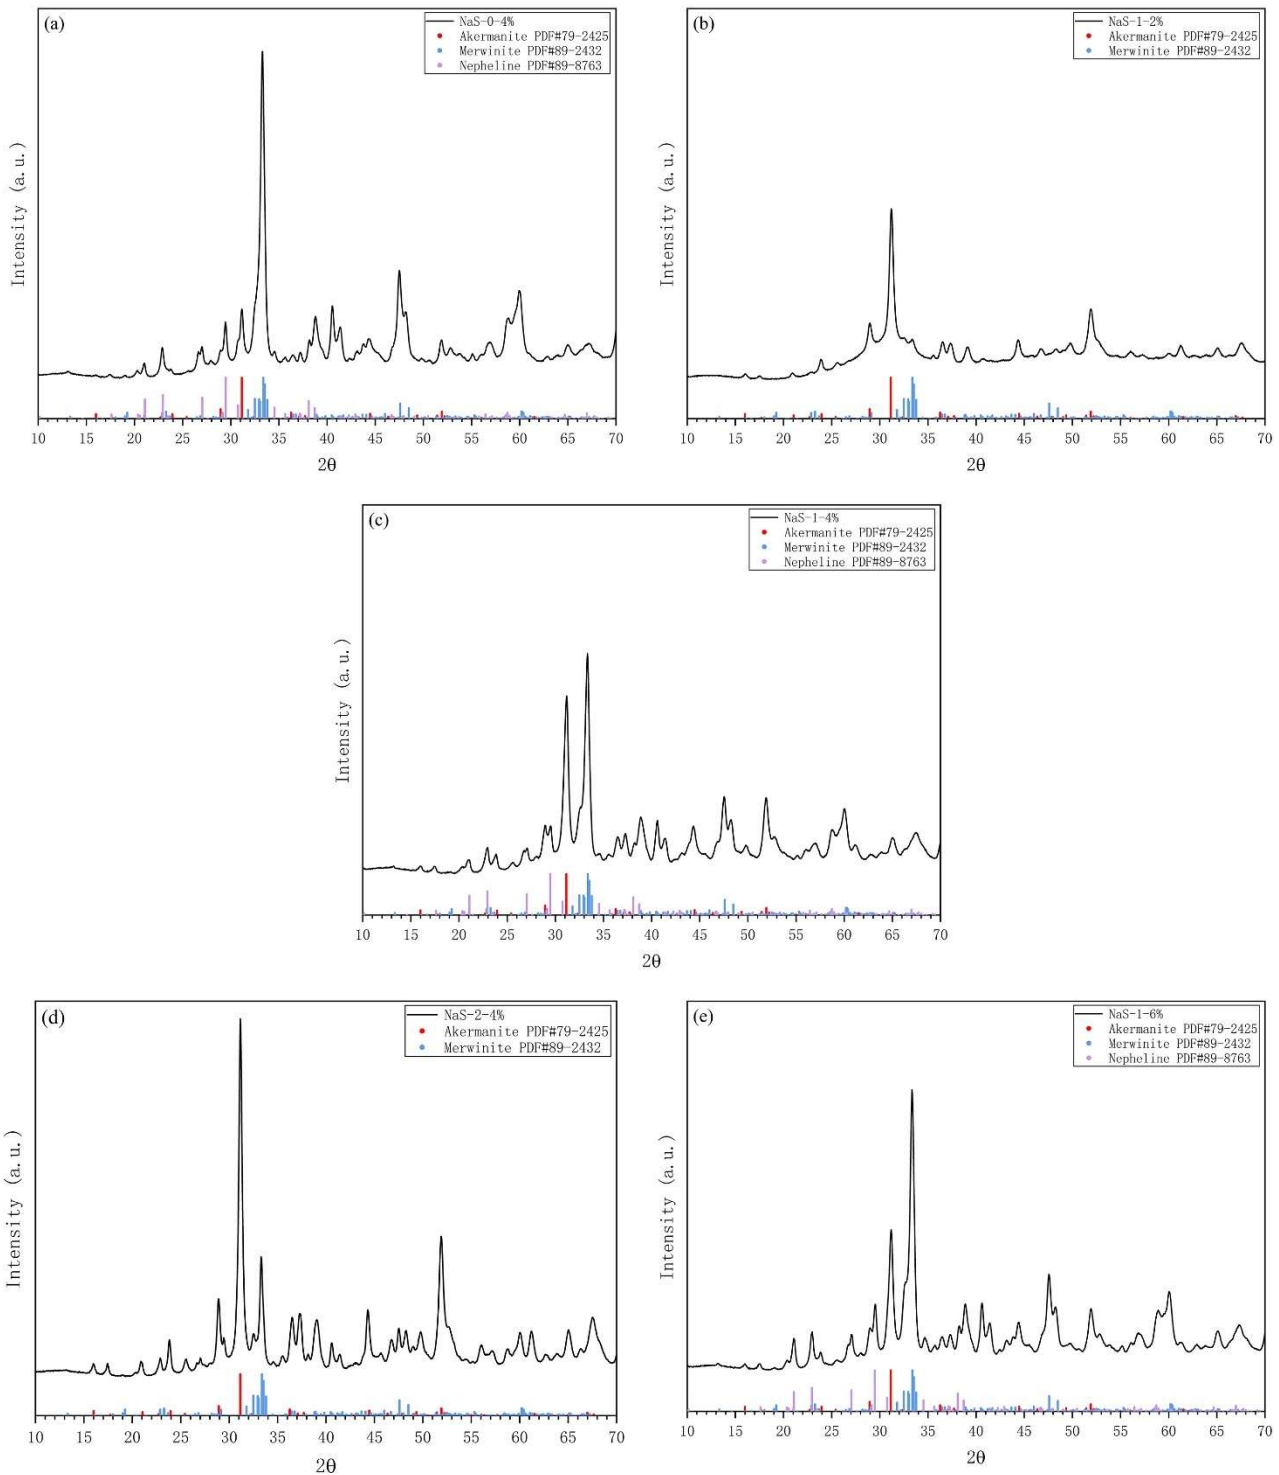 (a)
NaS-0-4%
Akermanite PDF#79-2425
Merwinite PDF#89-2432
Nepheline PDF#89-8763
Intensity (a.u.)
10 15 20 25 30 35 40 45 50 55 60 65 70
2θ
(b)
NaS-1-2%
Akermanite PDF#79-2425
Merwinite PDF#89-2432
Intensity (a.u.)
10 15 20 25 30 35 40 45 50 55 60 65 70
2θ
(c)
NaS-1-4%
Akermanite PDF#79-2425
Merwinite PDF#89-2432
Nepheline PDF#89-8763
Intensity (a.u.)
10 15 20 25 30 35 40 45 50 55 60 65 70
2θ
(d)
NaS-2-4%
Akermanite PDF#79-2425
Merwinite PDF#89-2432
Intensity (a.u.)
10 15 20 25 30 35 40 45 50 55 60 65 70
2θ
(e)
NaS-1-6%
Akermanite PDF#79-2425
Merwinite PDF#89-2432
Nepheline PDF#89-8763
Intensity (a.u.)
10 15 20 25 30 35 40 45 50 55 60 65 70
2θ